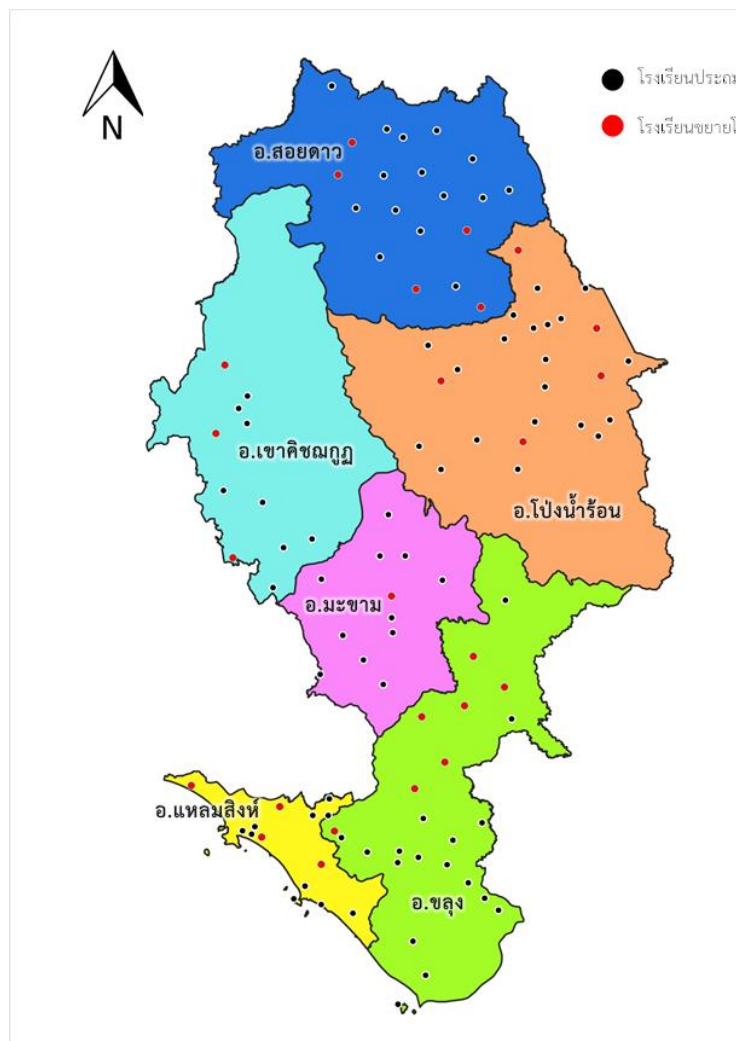 N
โรงเรียนประถม
โรงเรียนขยายโ
อ.สอยดาว
อ.เขาคิชฌกูฏ
อ.โป่งน้ำร้อน
อ.มะขาม
อ.แหลมสิงห์
อ.ขลุง